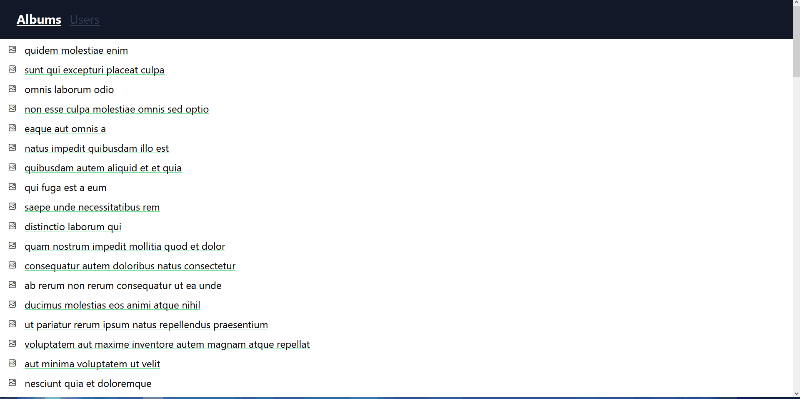 Albums Users
quidem molestiae enim
sunt qui excepturi placeat culpa
omnis laborum odio
non esse culpa molestiae omnis sed optio
eaque aut omnis a
natus impedit quibusdam illo est
quibusdam autem aliquid et et quia
qui fuga est a eum
saepe unde necessitatibus rem
distinctio laborum qui
quam nostrum impedit mollitia quod et dolor
consequatur autem doloribus natus consectetur
ab rerum non rerum consequatur ut ea unde
ducimus molestias eos animi atque nihil
ut pariatur rerum ipsum natus repellendus praesentium
voluptatem aut maxime inventore autem magnam atque repellat
aut minima voluptatem ut velit
nesciunt quia et doloremque